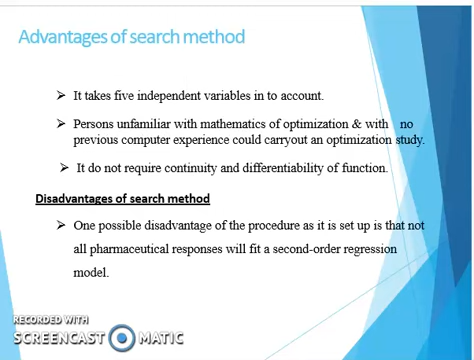 Advantages of search method
➢ It takes five independent variables in to account.
➢ Persons unfamiliar with mathematics of optimization & with no
previous computer experience could carryout an optimization study.
➢ It do not require continuity and differentiability of function.
Disadvantages of search method
➢ One possible disadvantage of the procedure as it is set up is that not
all pharmaceutical responses will fit a second-order regression
model.
RECORDED WITH
SCREENCAST MATIC